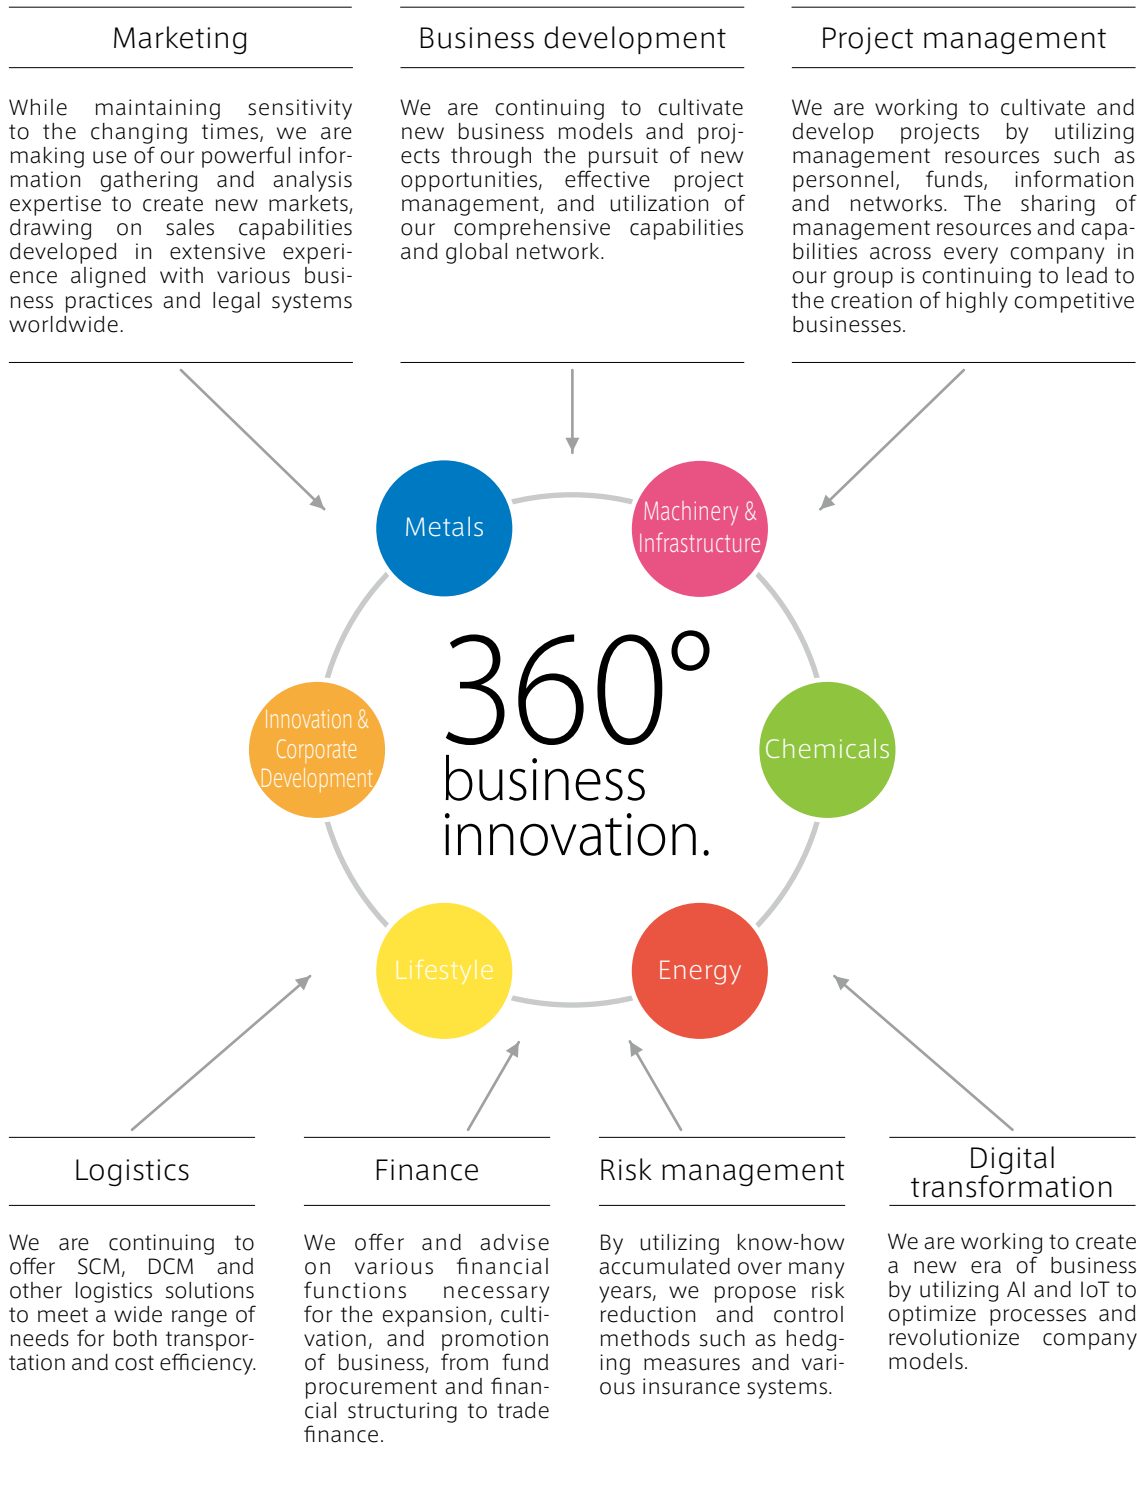 Marketing
While maintaining sensitivity
to the changing times, we are
making use of our powerful infor-
mation gathering and analysis
expertise to create new markets,
drawing on sales capabilities
developed in extensive experi-
ence aligned with various busi-
ness practices and legal systems
worldwide.
Business development
We are continuing to cultivate
new business models and proj-
ects through the pursuit of new
opportunities, effective project
management, and utilization of
our comprehensive capabilities
and global network.
Project management
We are working to cultivate and
develop projects by utilizing
management resources such as
personnel, funds, information
and networks. The sharing of
management resources and capa-
bilities across every company in
our group is continuing to lead to
the creation of highly competitive
businesses.
Metals
Machinery &
Infrastructure
Innovation &
Corporate
Development
360°
business
innovation.
Chemicals
Lifestyle
Energy
Logistics
We are continuing to
offer SCM, DCM and
other logistics solutions
to meet a wide range of
needs for both transpor-
tation and cost efficiency.
Finance
We offer and advise
on various financial
functions necessary
for the expansion, culti-
vation, and promotion
of business, from fund
procurement and finan-
cial structuring to trade
finance.
Risk management
By utilizing know-how
accumulated over many
years, we propose risk
reduction and control
methods such as hedg-
ing measures and vari-
ous insurance systems.
Digital
transformation
We are working to create
a new era of business
by utilizing AI and IoT to
optimize processes and
revolutionize company
models.